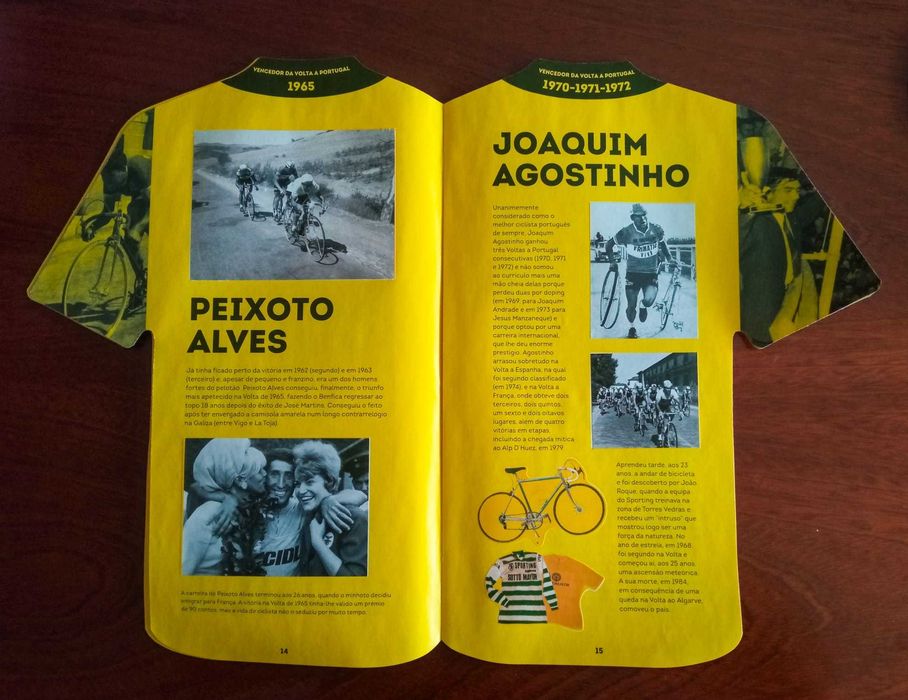 VENCEDOR DA VOLTA A PORTUGAL
1965
PEIXOTO
ALVES
Já tinha ficado perto da vitória em 1962 (segundo) e em 1963
(terceiro) e, apesar de pequeno e franzino, era um dos homens
fortes do pelotão. Peixoto Alves conseguiu, finalmente, o triunfo
mais apetecido na Volta de 1965, fazendo o Benfica regressar ao
topo 18 anos depois do êxito de José Martins. Conseguiu o feito
após ter envergado a camisola amarela num longo contrarrelógio
na Galiza (entre Vigo e La Toja).
A carreira de Peixoto Alves terminou aos 26 anos, quando o minhoto decidiu
emigrar para França. A vitória na Volta de 1965 tinha-lhe valido um prémio
de 90 contos, mas a vida de ciclista não o seduziu por muito tempo.
14
VENCEDOR DA VOLTA A PORTUGAL
1970-1971-1972
JOAQUIM
AGOSTINHO
Unanimemente
considerado como o
melhor ciclista português
de sempre, Joaquim
Agostinho ganhou
três Voltas a Portugal
consecutivas (1970, 1971
e 1972) e não somou
ao currículo mais uma
mão cheia delas porque
perdeu duas por doping
(em 1969, para Joaquim
Andrade e em 1973 para
Jesus Manzaneque) e
porque optou por uma
carreira internacional,
que lhe deu enorme
prestígio. Agostinho
arrasou sobretudo na
Volta a Espanha, na qual
foi segundo classificado
(em 1974), e na Volta a
França, onde obteve dois
terceiros, dois quintos,
um sexto e dois oitavos
lugares, além de quatro
vitórias em etapas,
incluindo a chegada mítica
ao Alp D'Huez, em 1979.
Aprendeu tarde, aos 23
anos, a andar de bicicleta
e foi descoberto por João
Roque, quando a equipa
do Sporting treinava na
zona de Torres Vedras e
recebeu um "intruso" que
mostrou logo ser uma
força da natureza. No
ano de estreia, em 1968,
foi segundo na Volta e
começou aí, aos 25 anos,
uma ascensão meteórica.
A sua morte, em 1984,
em consequência de uma
queda na Volta ao Algarve,
comoveu o país.
SPORTING
SOTTO MAYOR
15